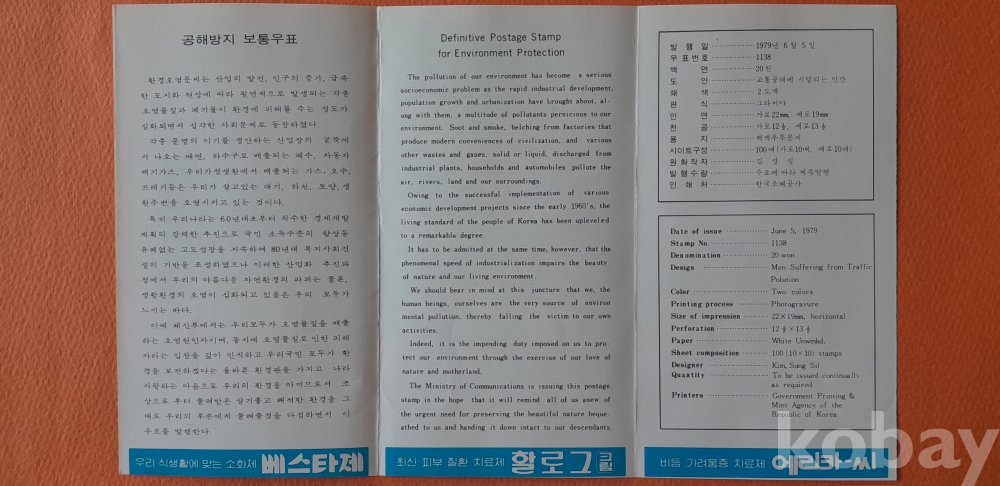 공해방지 보통우표
환경오염문제는 산업의 발전, 인구의 증가, 급속
한 도시화 현상에 따라 필연적으로 발생되는 각종
오염물질과 폐기물이 환경에 피해를 주는 정도가
심화되면서 심각한 사회문제로 등장하였다.
각종 문명의 이기를 생산하는 산업장의 굴뚝에
서 나오는 매연, 하수구로 배출되는 폐수, 자동차
배기가스, 우리가정생활에서 배출되는 가스, 오수,
쓰레기등은 우리가 살고있는 대기, 하천, 토양, 생
활주변을 오염시키고 있는 것이다.
특히 우리나라는 60년대초부터 착수한 경제개발
계획의 강력한 추진으로 국민 소득수준의 향상등
유례없는 고도성장을 지속하여 80년대 복지사회건
설의 기반을 조성하였으나 이러한 산업화 추진과
정에서 우리의 아름다운 자연환경의 파괴는 물론,
생활환경의 오염이 심화되고 있음은 우리 모두가
느끼는 바다.
이에 체신부에서는 우리모두가 오염물질을 배출
하는 오염원인자이며, 동시에 오염물질로 인한 피해
자라는 입장을 깊이 인식하고 우리국민 모두가 환
경을 보전하겠다는 올바른 환경관을 가지고 나라
사랑하는 마음으로 우리의 환경을 아끼므로서 조
상으로 부터 물려받은 살기좋고 쾌적한 환경을 그
대로 우리의 후손에게 물려줄것을 다짐하면서 이
우표를 발행한다.
우리 식생활에 맞는 소화제 베스타제
Definitive Postage Stamp
for Environment Protection
The pollution of our environment has become a serious
socioeconomic problem as the rapid industrial development,
population growth and urbanization have brought about, al-
ong with them, a multitude of pollutants pernicious to our
environment. Soot and smoke, belching from factories that
produce modern conveniences of civilization, and various
other wastes and gases, solid or liquid, discharged from
industrial plants, households and automobiles pollute the
air, rivers, land and our surroundings.
Owing to the successful implementation of various
economic development projects since the early 1960's, the
living standard of the people of Korea has been upleveled
to a remarkable degree.
It has to be admitted at the same time, however, that the
phenomenal speed of industrialization impairs the beauty
of nature and our living environment.
We should bear in mind at this juncture that we, the
human beings, ourselves are the very source of environ
mental pollution, thereby falling the victim to our own
activities.
Indeed, it is the impending duty imposed on us to pro-
tect our environment through the exercise of our love of
nature and motherland.
The Ministry of Communications is issuing this postage
stamp in the hope that it will remind all of us anew of
the urgent need for preserving the beautiful nature beque-
athed to us and handing it down intact to our descendants.
최신 피부 질환 치료제 할로그 크림
발 행 일 1979년 6월 5일
우 표 번 호 1138
액 면 20원
도 안 교통공해에 시달리는 인간
쇄 색 2도색
판 식 그라비아
인 면 가로22㎜, 세로19㎜
천 공 가로12½, 세로13½
용 지 백색무투문지
시이트구성 100매(가로10매, 세로10매)
원 화 작 자 김 성 실
발 행 수 량 수요에 따라 계속발행
인 쇄 처 한국조폐공사
Date of issue June 5, 1979
Stamp No. 1138
Denomination 20 won
Design Men Suffering from Traffic
Polution
Color Two colors
Printing process Photogravure
Size of impression 22×19mm, horizontal
Perforation 12½×13½
Paper White Unwmkd.
Sheet composition 100(10×10) stamps
Designer Kim, Sung Sil
Quantity To be issued continually
as required
Printers Government Printing &
Mint Agency of the
Republic of Korea
비듬 가려움증 치료제
kobay